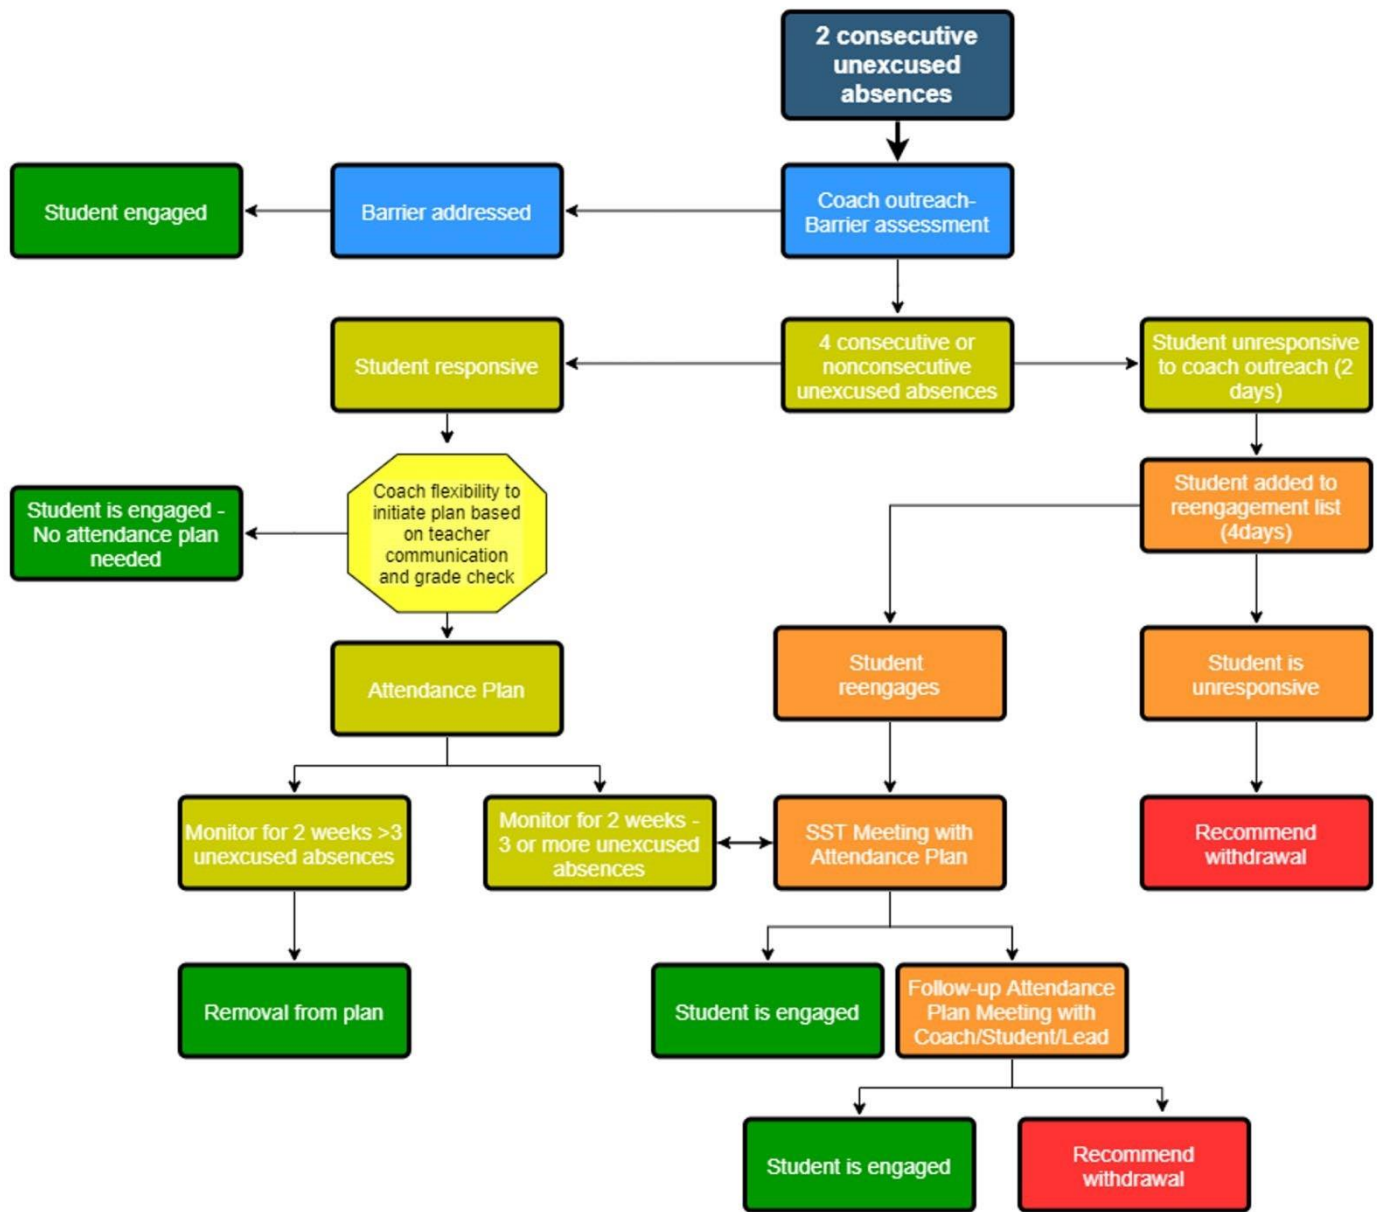 2 consecutive
unexcused
absences
Student engaged
Barrier addressed
Coach outreach-
Barrier assessment
Student responsive
4 consecutive or
nonconsecutive
unexcused absences
Student unresponsive
to coach outreach (2
days)
Student is engaged -
No attendance plan
needed
Coach flexibility to
initiate plan based
on teacher
communication
and grade check
Student added to
reengagement list
(4days)
Attendance Plan
Student
reengages
Student is
unresponsive
Monitor for 2 weeks >3
unexcused absences
Monitor for 2 weeks -
3 or more unexcused
absences
SST Meeting with
Attendance Plan
Recommend
withdrawal
Removal from plan
Student is engaged
Follow-up Attendance
Plan Meeting with
Coach/Student/Lead
Student is engaged
Recommend
withdrawal